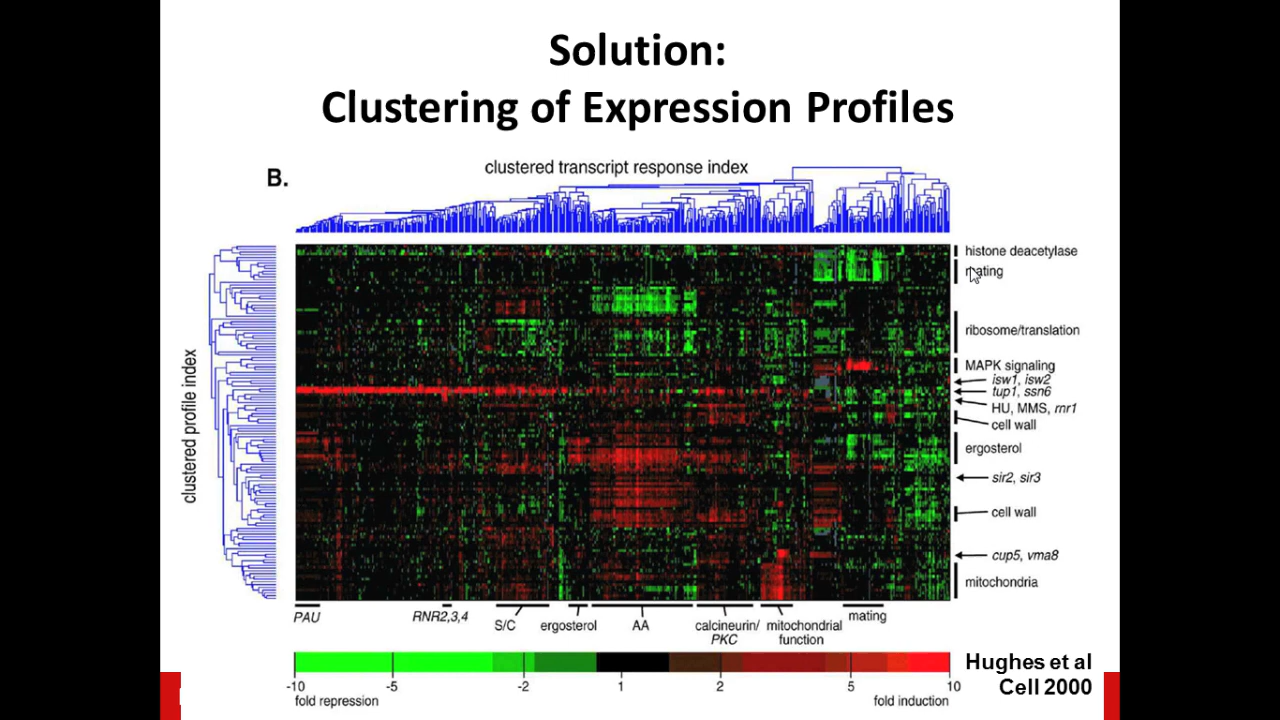 Solution:
Clustering of Expression Profiles
B.
clustered transcript response index
clustered profile index
histone deacetylase
mating
ribosome/translation
MAPK signaling
isw1, isw2
tup1, ssn6
HU, MMS, rnr1
cell wall
ergosterol
sir2, sir3
cell wall
cup5, vma8
mitochondria
PAU
RNR2,3,4
S/C
ergosterol
AA
calcineurin/
PKC
mitochondrial
function
mating
-10 -5 -2 1 2 5 10
fold repression
fold induction
Hughes et al
Cell 2000